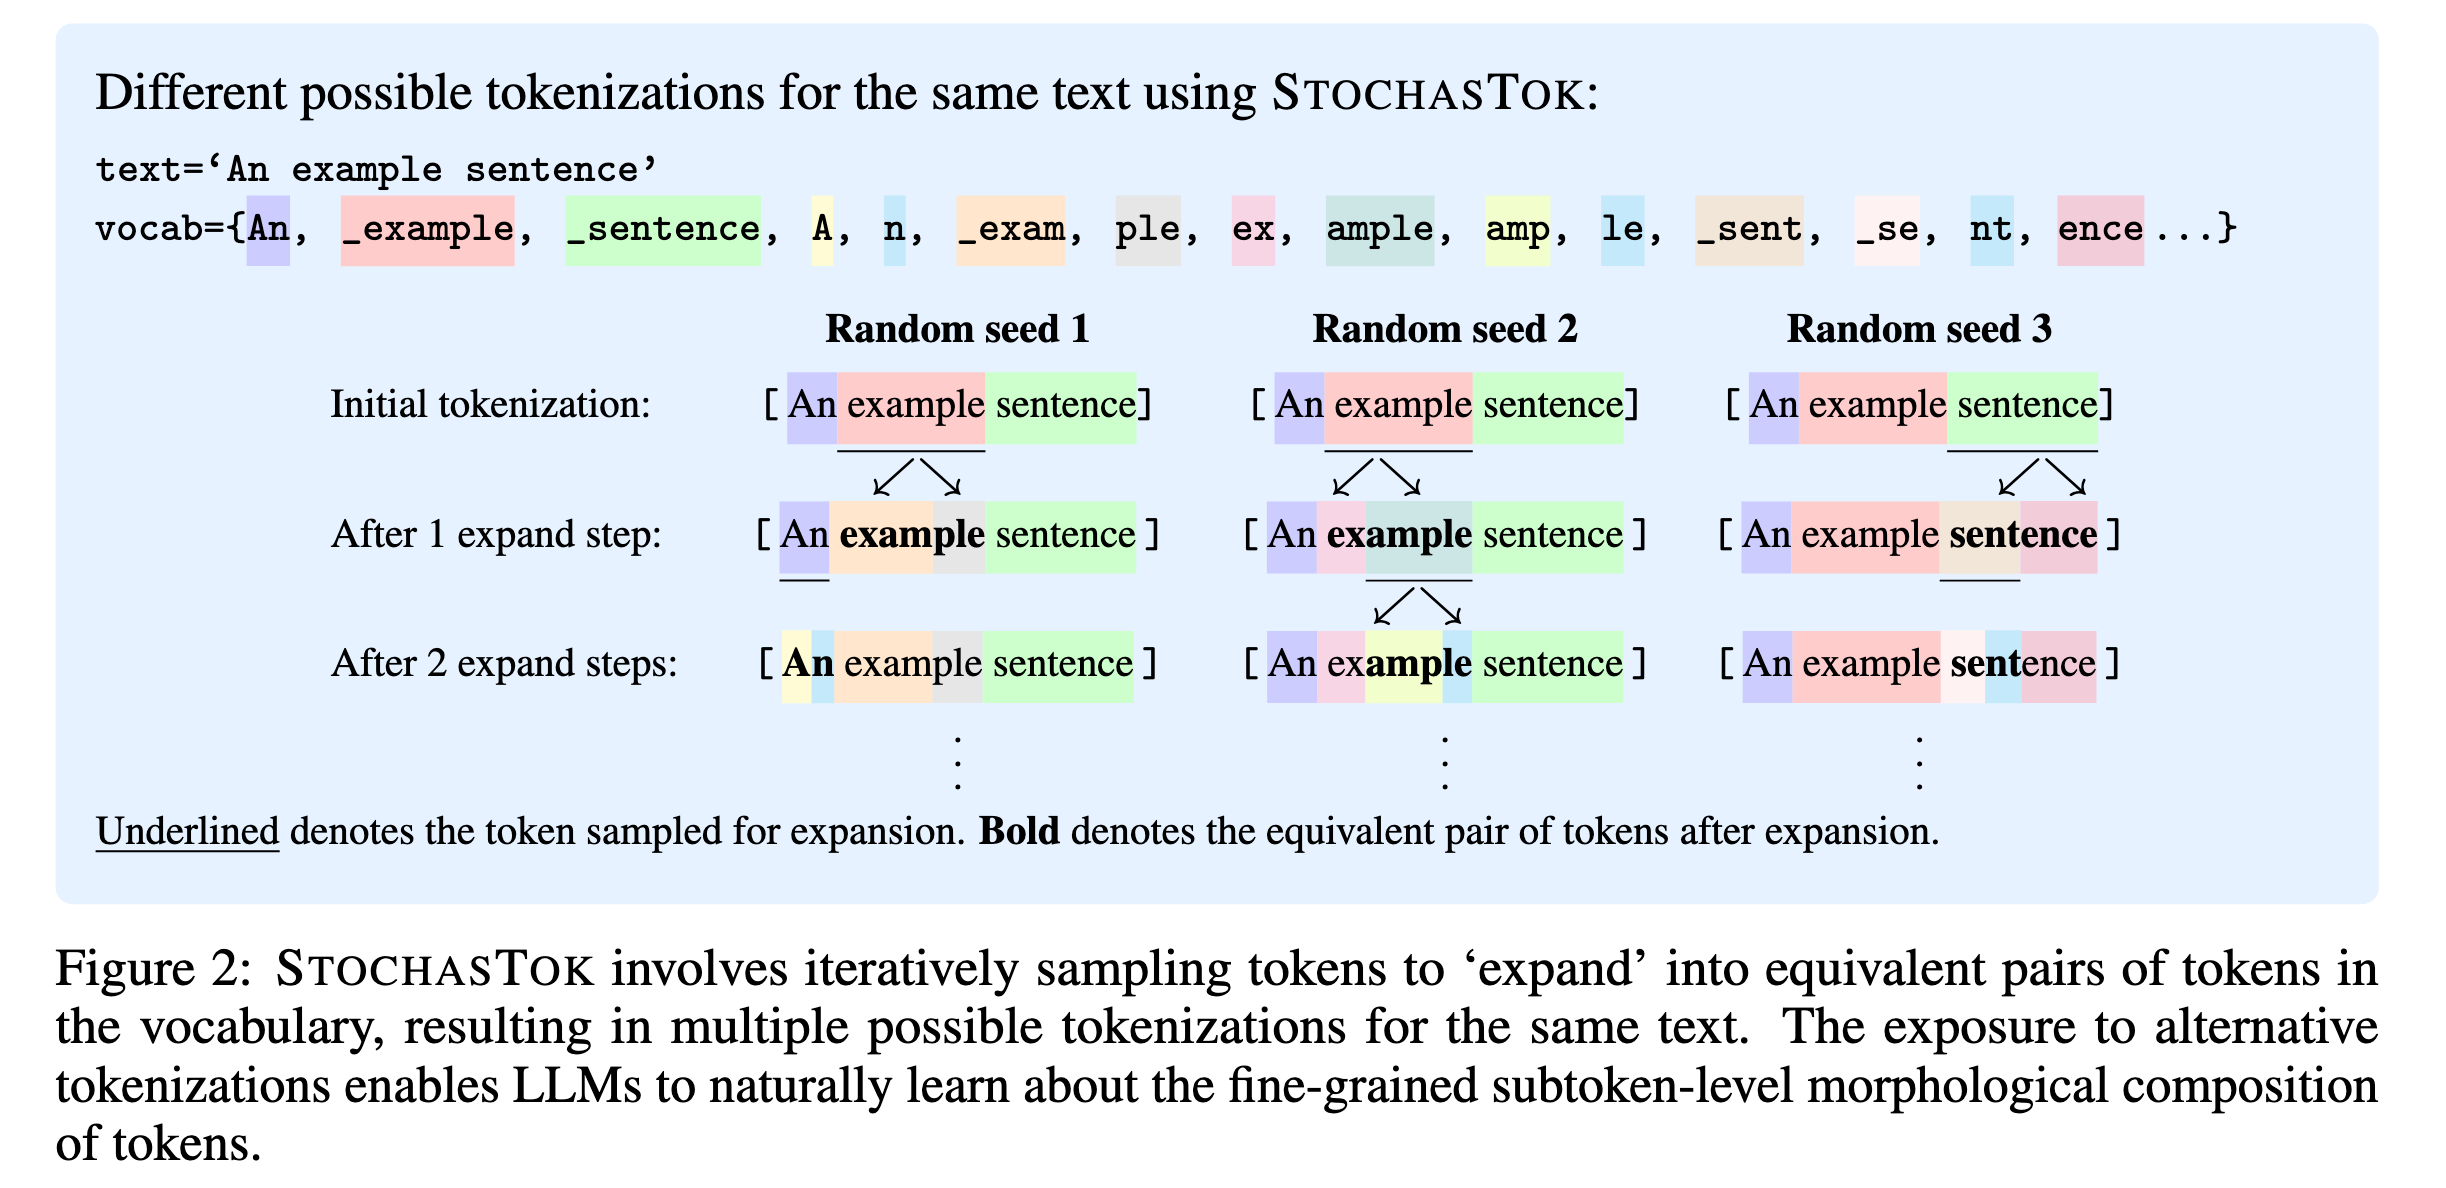 Different possible tokenizations for the same text using STOCHASTOK:
text=‘An example sentence’
vocab={An, _example, _sentence, A, n, _exam, ple, ex, ample, amp, le, _sent, _se, nt, ence ...}
Random seed 1 Random seed 2 Random seed 3
Initial tokenization: [An example sentence] [An example sentence] [An example sentence]
After 1 expand step: [An example sentence ] [An example sentence ] [An example sentence ]
After 2 expand steps: [An example sentence ] [An example sentence ] [An example sentence ]
Underlined denotes the token sampled for expansion. Bold denotes the equivalent pair of tokens after expansion.
Figure 2: STOCHASTOK involves iteratively sampling tokens to ‘expand’ into equivalent pairs of tokens in
the vocabulary, resulting in multiple possible tokenizations for the same text. The exposure to alternative
tokenizations enables LLMs to naturally learn about the fine-grained subtoken-level morphological composition
of tokens.